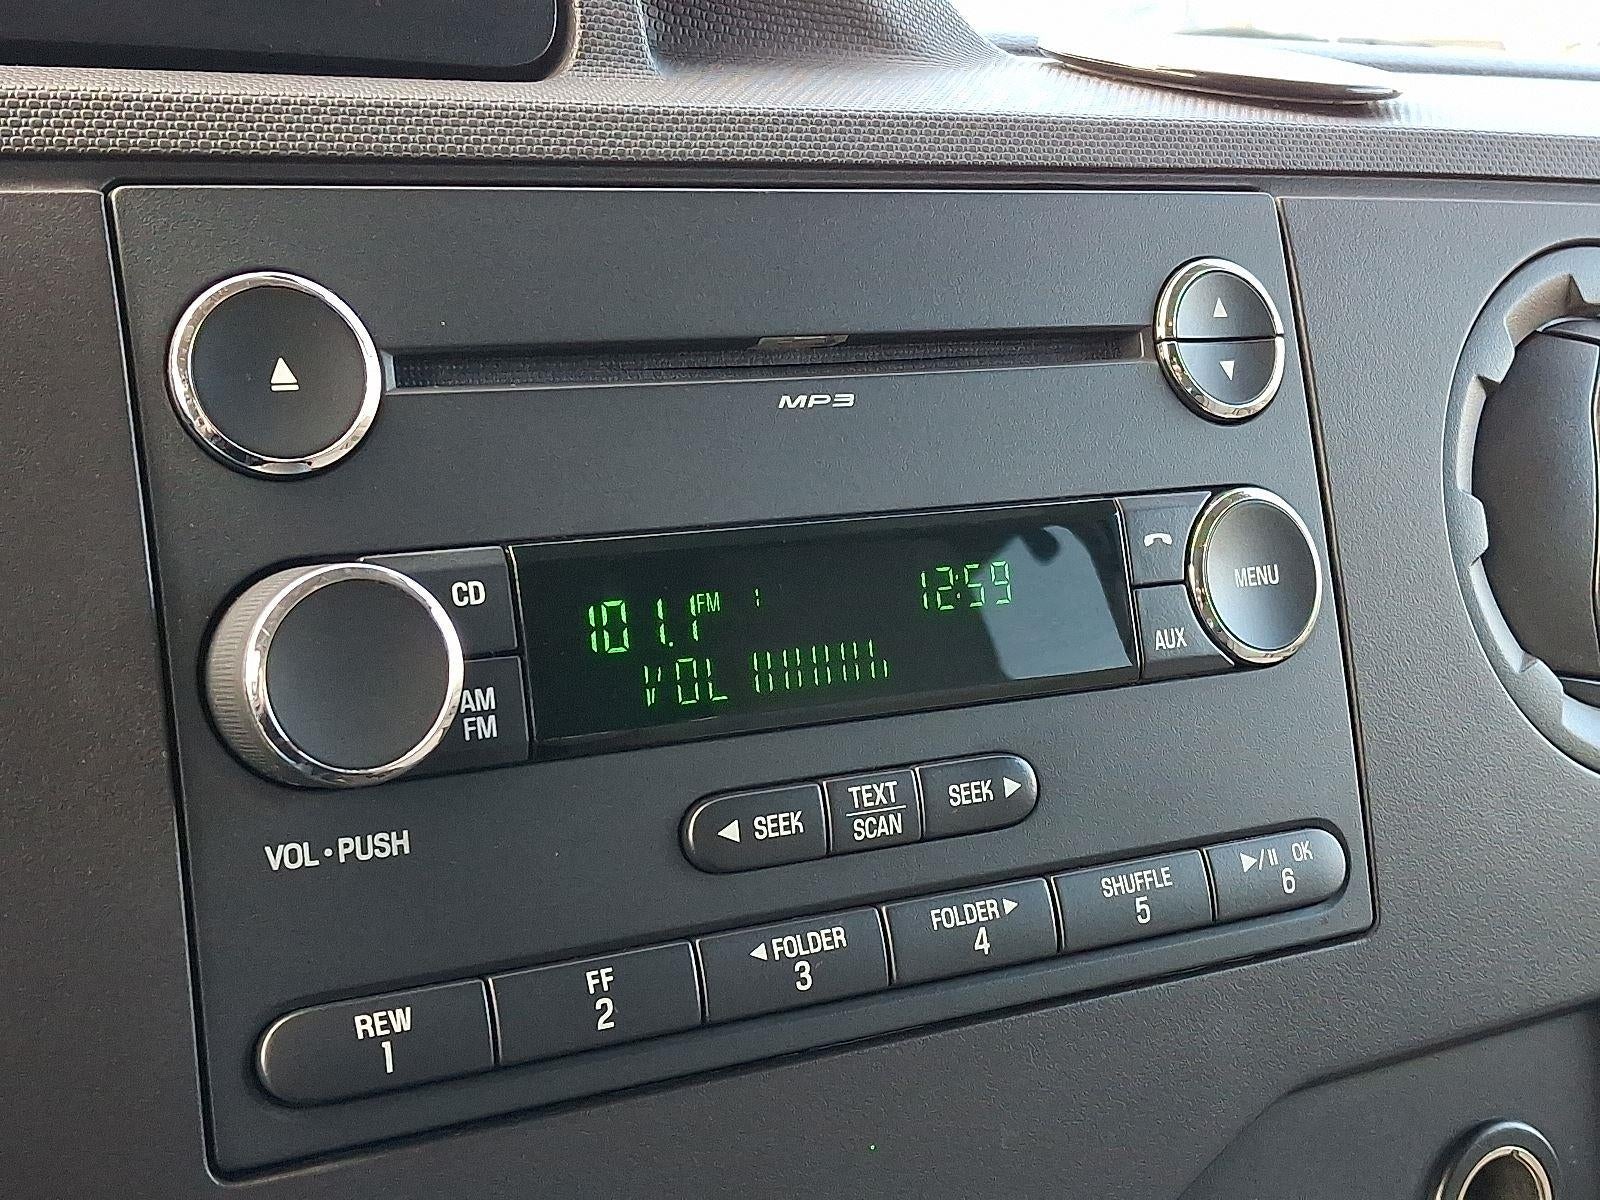 MP3
CD
101.1 FM 1 12:59
MENU
AUX
VOL
AM
FM
VOL•PUSH
◀ SEEK
TEXT
SCAN
SEEK ▶
REW
1
FF
2
◀ FOLDER
3
FOLDER ▶
4
SHUFFLE
5
▶/II OK
6